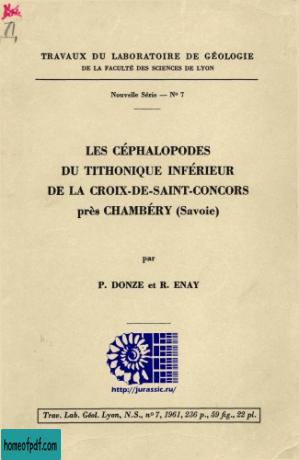 TRAVAUX DU LABORATOIRE DE GÉOLOGIE
DE LA FACULTÉ DES SCIENCES DE LYON
Nouvelle Série — Nº 7
LES CÉPHALOPODES
DU TITHONIQUE INFÉRIEUR
DE LA CROIX-DE-SAINT-CONCORS
près CHAMBÉRY (Savoie)
par
P. DONZE et R. ENAY
http://jurassic.ru/
Trav. Lab. Géol. Lyon, N.S., nº 7, 1961, 236 p., 59 fig., 22 pl.
homeofpdf.com